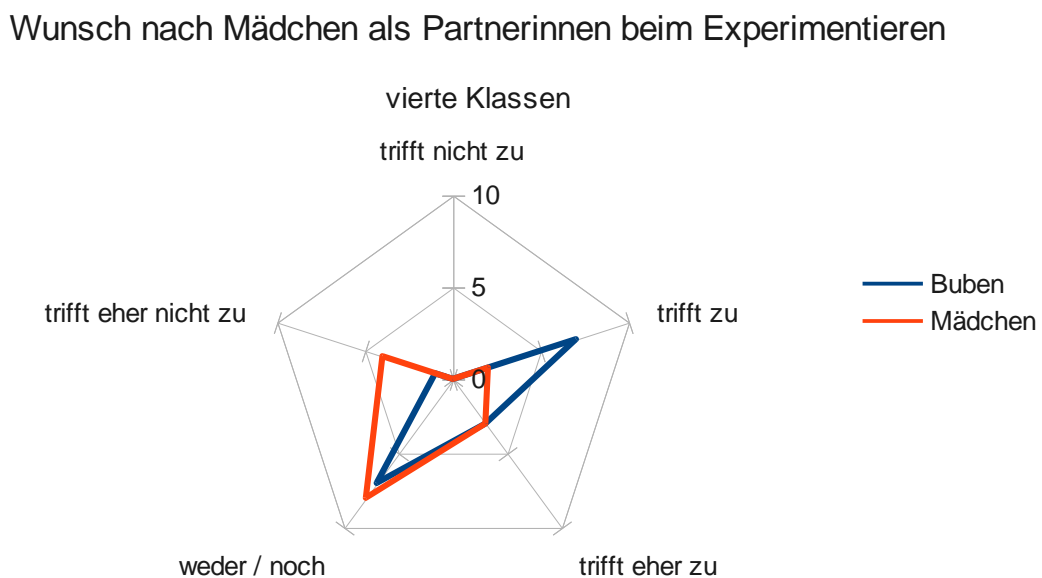 Wunsch nach Mädchen als Partnerinnen beim Experimentieren
vierte Klassen
trifft nicht zu
10
5
0
trifft eher nicht zu
trifft zu
Buben
Mädchen
weder / noch
trifft eher zu